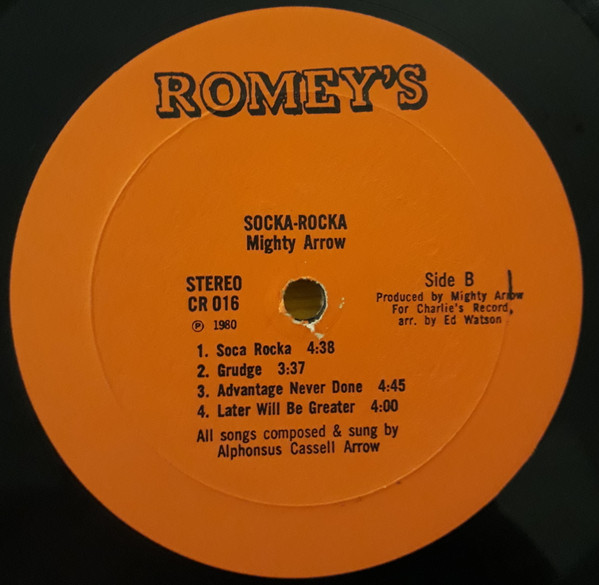 ROMEY'S
SOCKA-ROCKA
Mighty Arrow
STEREO
CR 016
Ⓟ 1980
Side B
Produced by Mighty Arrow
For Charlie's Record,
arr. by Ed Watson
1. Soca Rocka 4:38
2. Grudge 3:37
3. Advantage Never Done 4:45
4. Later Will Be Greater 4:00
All songs composed & sung by
Alphonsus Cassell Arrow